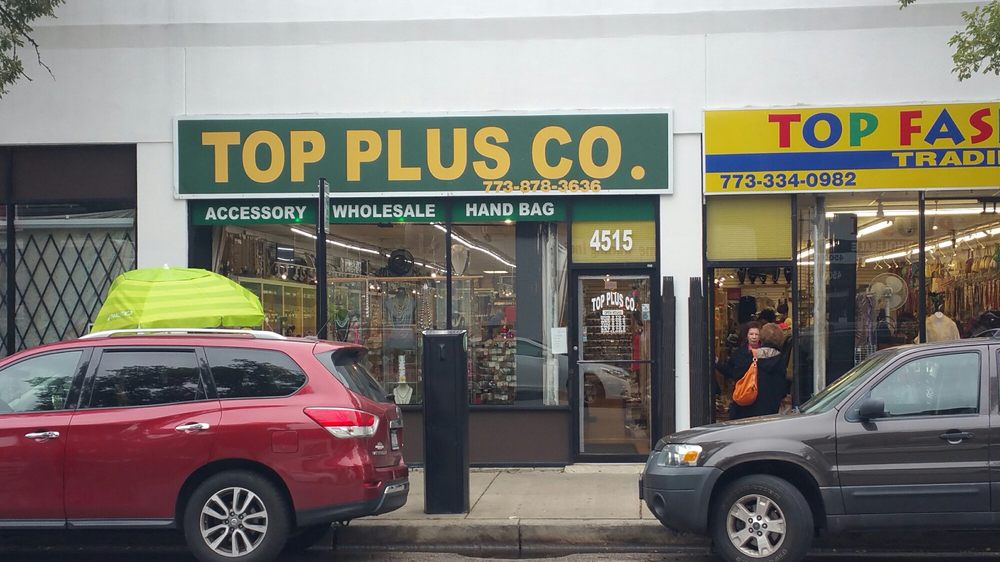 TOP PLUS CO.
773-878-3636
ACCESSORY WHOLESALE HAND BAG
4515
TOP PLUS CO.
TOP FAS
TRADI
773-334-0982